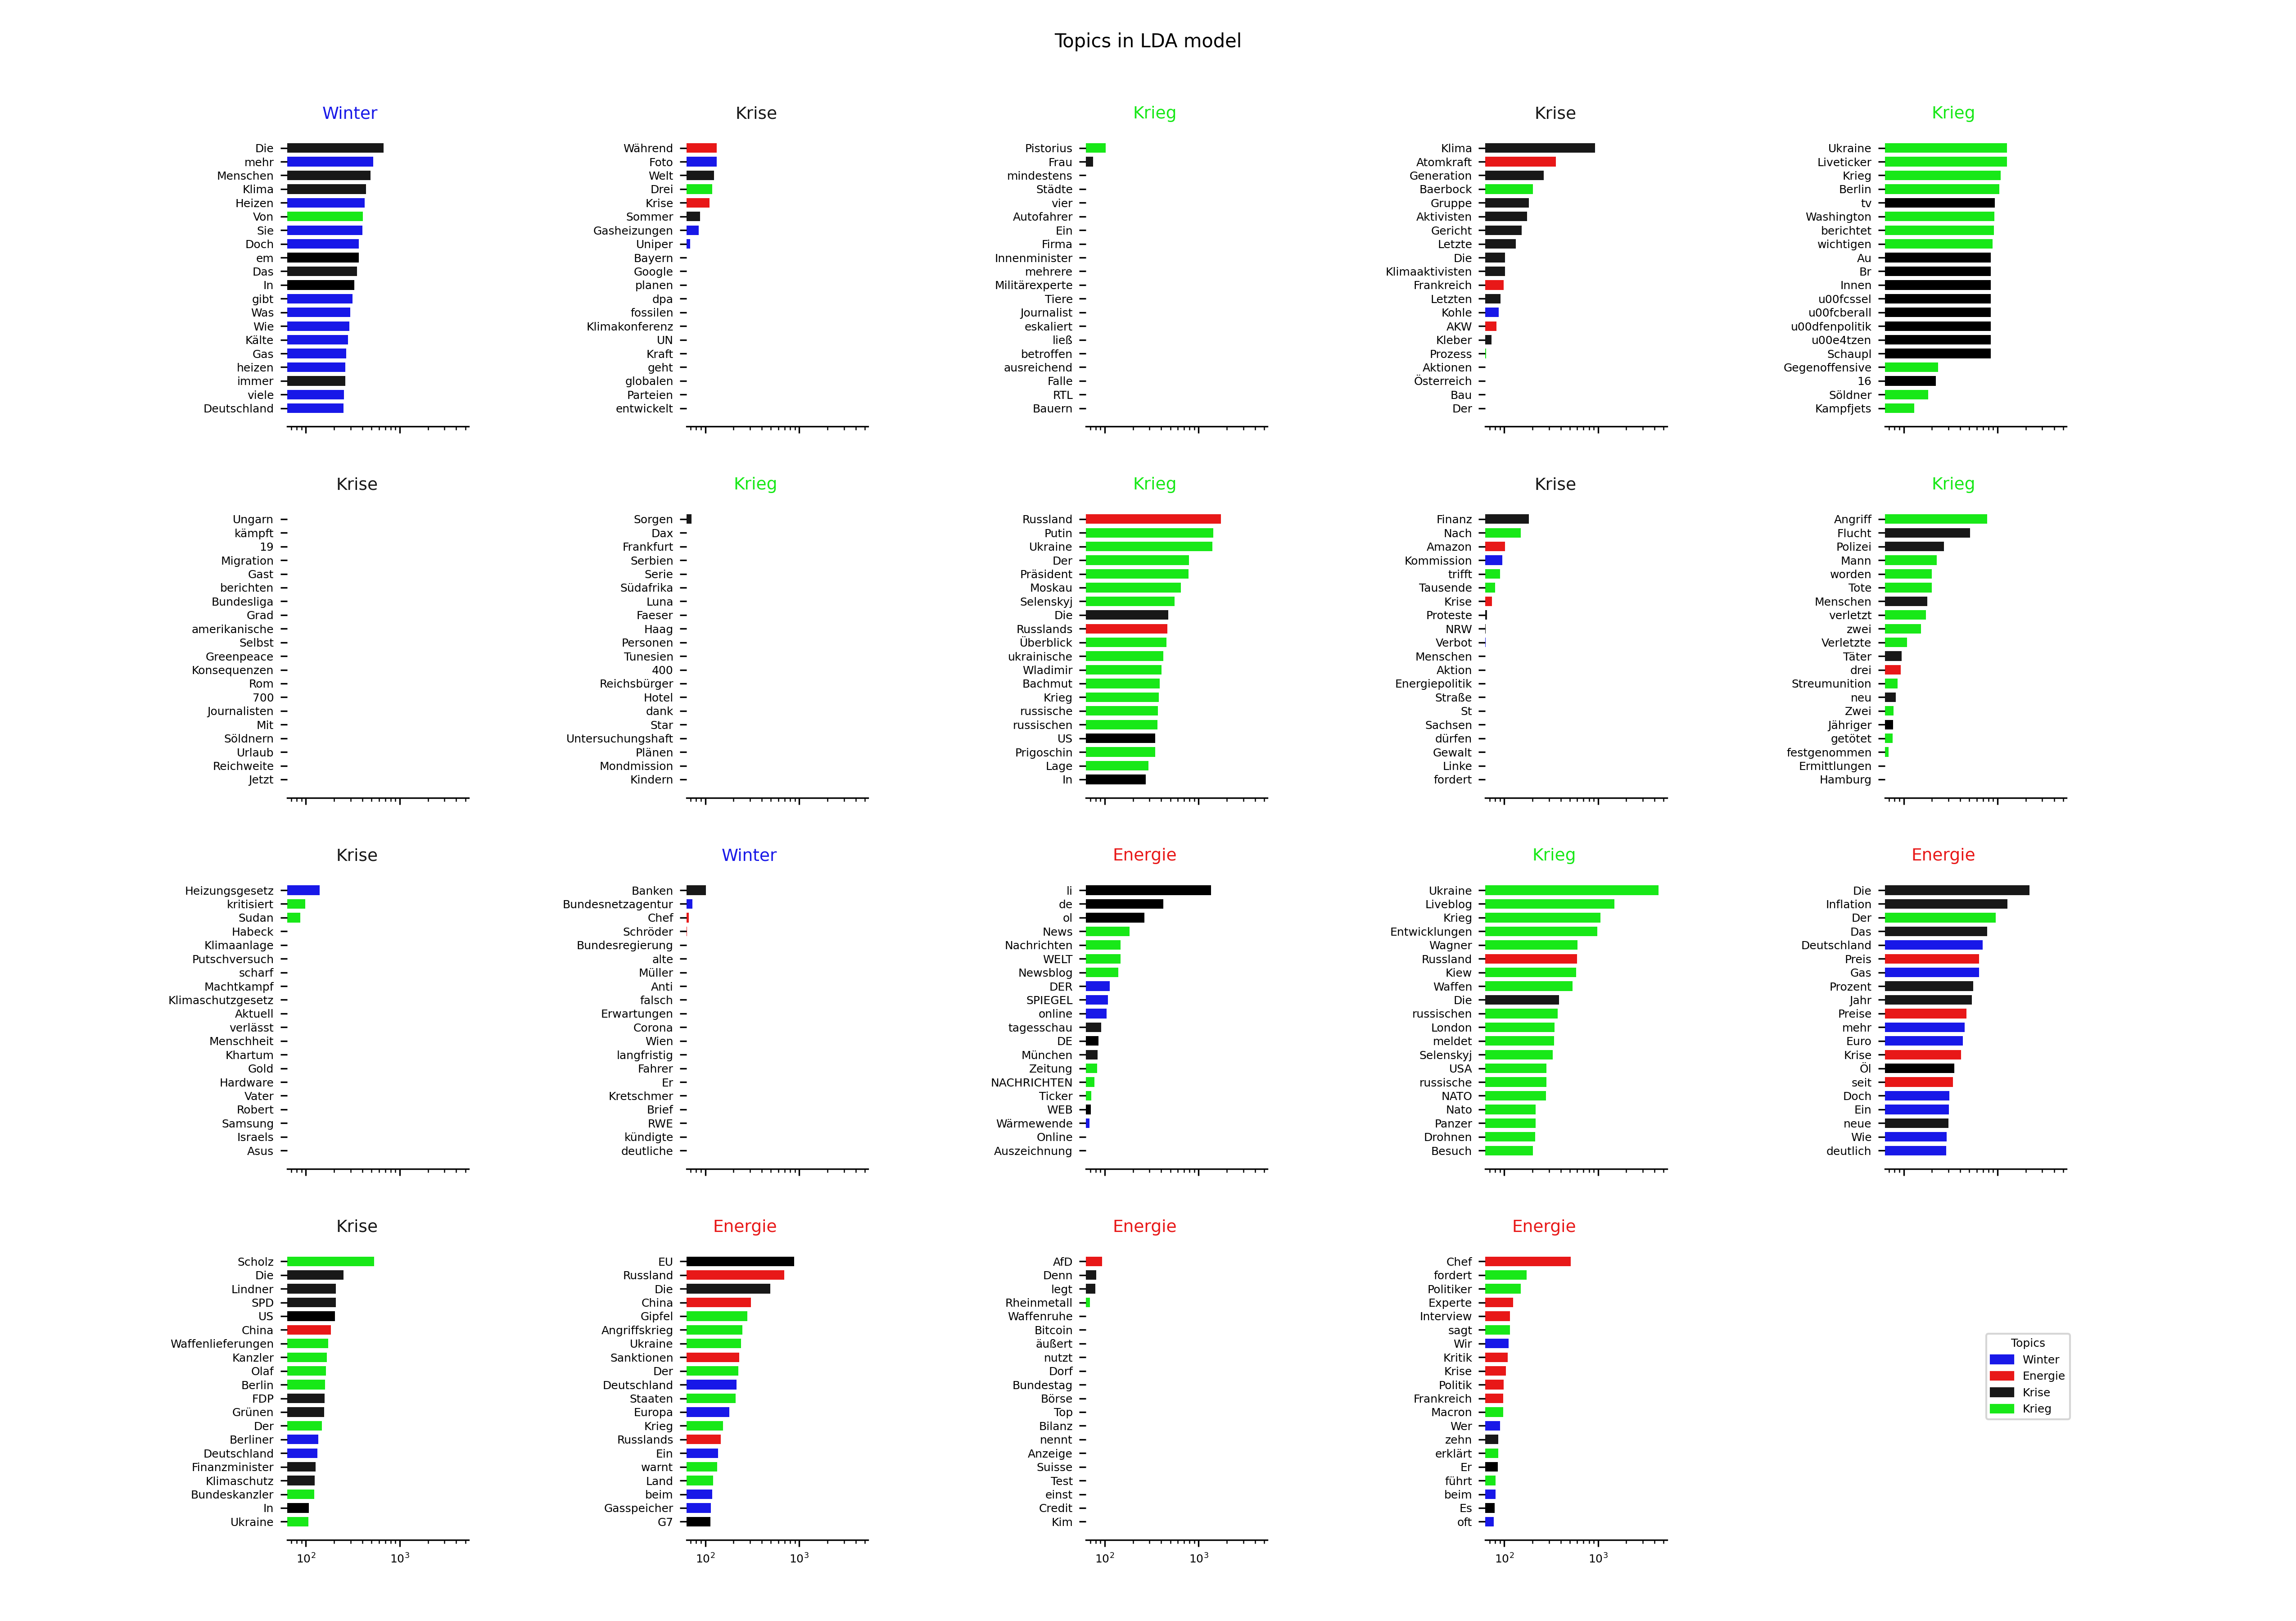 Topics in LDA model
Winter
Die
mehr
Menschen
Klima
Heizen
Von
Sie
Doch
em
Das
In
gibt
Was
Wie
Kälte
Gas
heizen
immer
viele
Deutschland
Krise
Während
Foto
Welt
Drei
Krise
Sommer
Gasheizungen
Uniper
Bayern
Google
planen
dpa
fossilen
Klimakonferenz
UN
Kraft
geht
globalen
Parteien
entwickelt
Krieg
Pistorius
Frau
mindestens
Städte
vier
Autofahrer
Ein
Firma
Innenminister
mehrere
Militärexperte
Tiere
Journalist
eskaliert
ließ
betroffen
ausreichend
Falle
RTL
Bauern
Krise
Klima
Atomkraft
Generation
Baerbock
Gruppe
Aktivisten
Gericht
Letzte
Die
Klimaaktivisten
Frankreich
Letzten
Kohle
AKW
Kleber
Prozess
Aktionen
Österreich
Bau
Der
Krieg
Ukraine
Liveticker
Krieg
Berlin
tv
Washington
berichtet
wichtigen
Au
Br
Innen
u00fcssel
u00fcberall
u00dfenpolitik
u00e4tzen
Schaupl
Gegenoffensive
16
Söldner
Kampfjets
Krise
Ungarn
kämpft
19
Migration
Gast
berichten
Bundesliga
Grad
amerikanische
Selbst
Greenpeace
Konsequenzen
Rom
700
Journalisten
Mit
Söldnern
Urlaub
Reichweite
Jetzt
Krieg
Sorgen
Dax
Frankfurt
Serbien
Serie
Südafrika
Luna
Faeser
Haag
Personen
Tunesien
400
Reichsbürger
Hotel
dank
Star
Untersuchungshaft
Plänen
Mondmission
Kindern
Krieg
Russland
Putin
Ukraine
Der
Präsident
Moskau
Selenskyj
Die
Russlands
Überblick
ukrainische
Wladimir
Bachmut
Krieg
russische
russischen
US
Prigoschin
Lage
In
Krise
Finanz
Nach
Amazon
Kommission
trifft
Tausende
Krise
Proteste
NRW
Verbot
Menschen
Aktion
Energiepolitik
Straße
St
Sachsen
dürfen
Gewalt
Linke
fordert
Krieg
Angriff
Flucht
Polizei
Mann
worden
Tote
Menschen
verletzt
zwei
Verletzte
Täter
drei
Streumunition
neu
Zwei
Jähriger
getötet
festgenommen
Ermittlungen
Hamburg
Krise
Heizungsgesetz
kritisiert
Sudan
Habeck
Klimaanlage
Putschversuch
scharf
Machtkampf
Klimaschutzgesetz
Aktuell
verlässt
Menschheit
Khartum
Gold
Hardware
Vater
Robert
Samsung
Israels
Asus
Winter
Banken
Bundesnetzagentur
Chef
Schröder
Bundesregierung
alte
Müller
Anti
falsch
Erwartungen
Corona
Wien
langfristig
Fahrer
Er
Kretschmer
Brief
RWE
kündigte
deutliche
Energie
li
de
ol
News
Nachrichten
WELT
Newsblog
DER
SPIEGEL
online
tagesschau
DE
München
Zeitung
NACHRICHTEN
Ticker
WEB
Wärmewende
Online
Auszeichnung
Krieg
Ukraine
Liveblog
Krieg
Entwicklungen
Wagner
Russland
Kiew
Waffen
Die
russischen
London
meldet
Selenskyj
USA
russische
NATO
Nato
Panzer
Drohnen
Besuch
Energie
Die
Inflation
Der
Das
Deutschland
Preis
Gas
Prozent
Jahr
Preise
mehr
Euro
Krise
Öl
seit
Doch
Ein
neue
Wie
deutlich
Krise
Scholz
Die
Lindner
SPD
US
China
Waffenlieferungen
Kanzler
Olaf
Berlin
FDP
Grünen
Der
Berliner
Deutschland
Finanzminister
Klimaschutz
Bundeskanzler
In
Ukraine
10² 10³
Energie
EU
Russland
Die
China
Gipfel
Angriffskrieg
Ukraine
Sanktionen
Der
Deutschland
Staaten
Europa
Krieg
Russlands
Ein
warnt
Land
beim
Gasspeicher
G7
10² 10³
Energie
AfD
Denn
legt
Rheinmetall
Waffenruhe
Bitcoin
äußert
nutzt
Dorf
Bundestag
Börse
Top
Bilanz
nennt
Anzeige
Suisse
Test
einst
Credit
Kim
10² 10³
Energie
Chef
fordert
Politiker
Experte
Interview
sagt
Wir
Kritik
Krise
Politik
Frankreich
Macron
Wer
zehn
erklärt
Er
führt
beim
Es
oft
10² 10³
Topics
Winter
Energie
Krise
Krieg